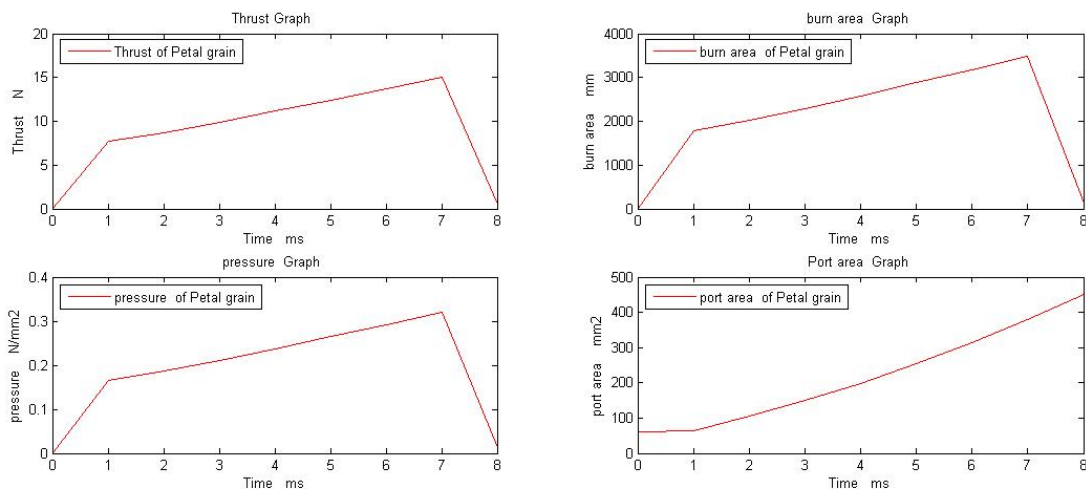 Thrust Graph
20
15
10
5
0
Thrust N
Thrust of Petal grain
0 1 2 3 4 5 6 7 8
Time ms
burn area Graph
4000
3000
2000
1000
0
burn area mm
burn area of Petal grain
0 1 2 3 4 5 6 7 8
Time ms
pressure Graph
0.4
0.3
0.2
0.1
0
pressure N/mm2
pressure of Petal grain
0 1 2 3 4 5 6 7 8
Time ms
Port area Graph
500
400
300
200
100
0
port area mm2
port area of Petal grain
0 1 2 3 4 5 6 7 8
Time ms